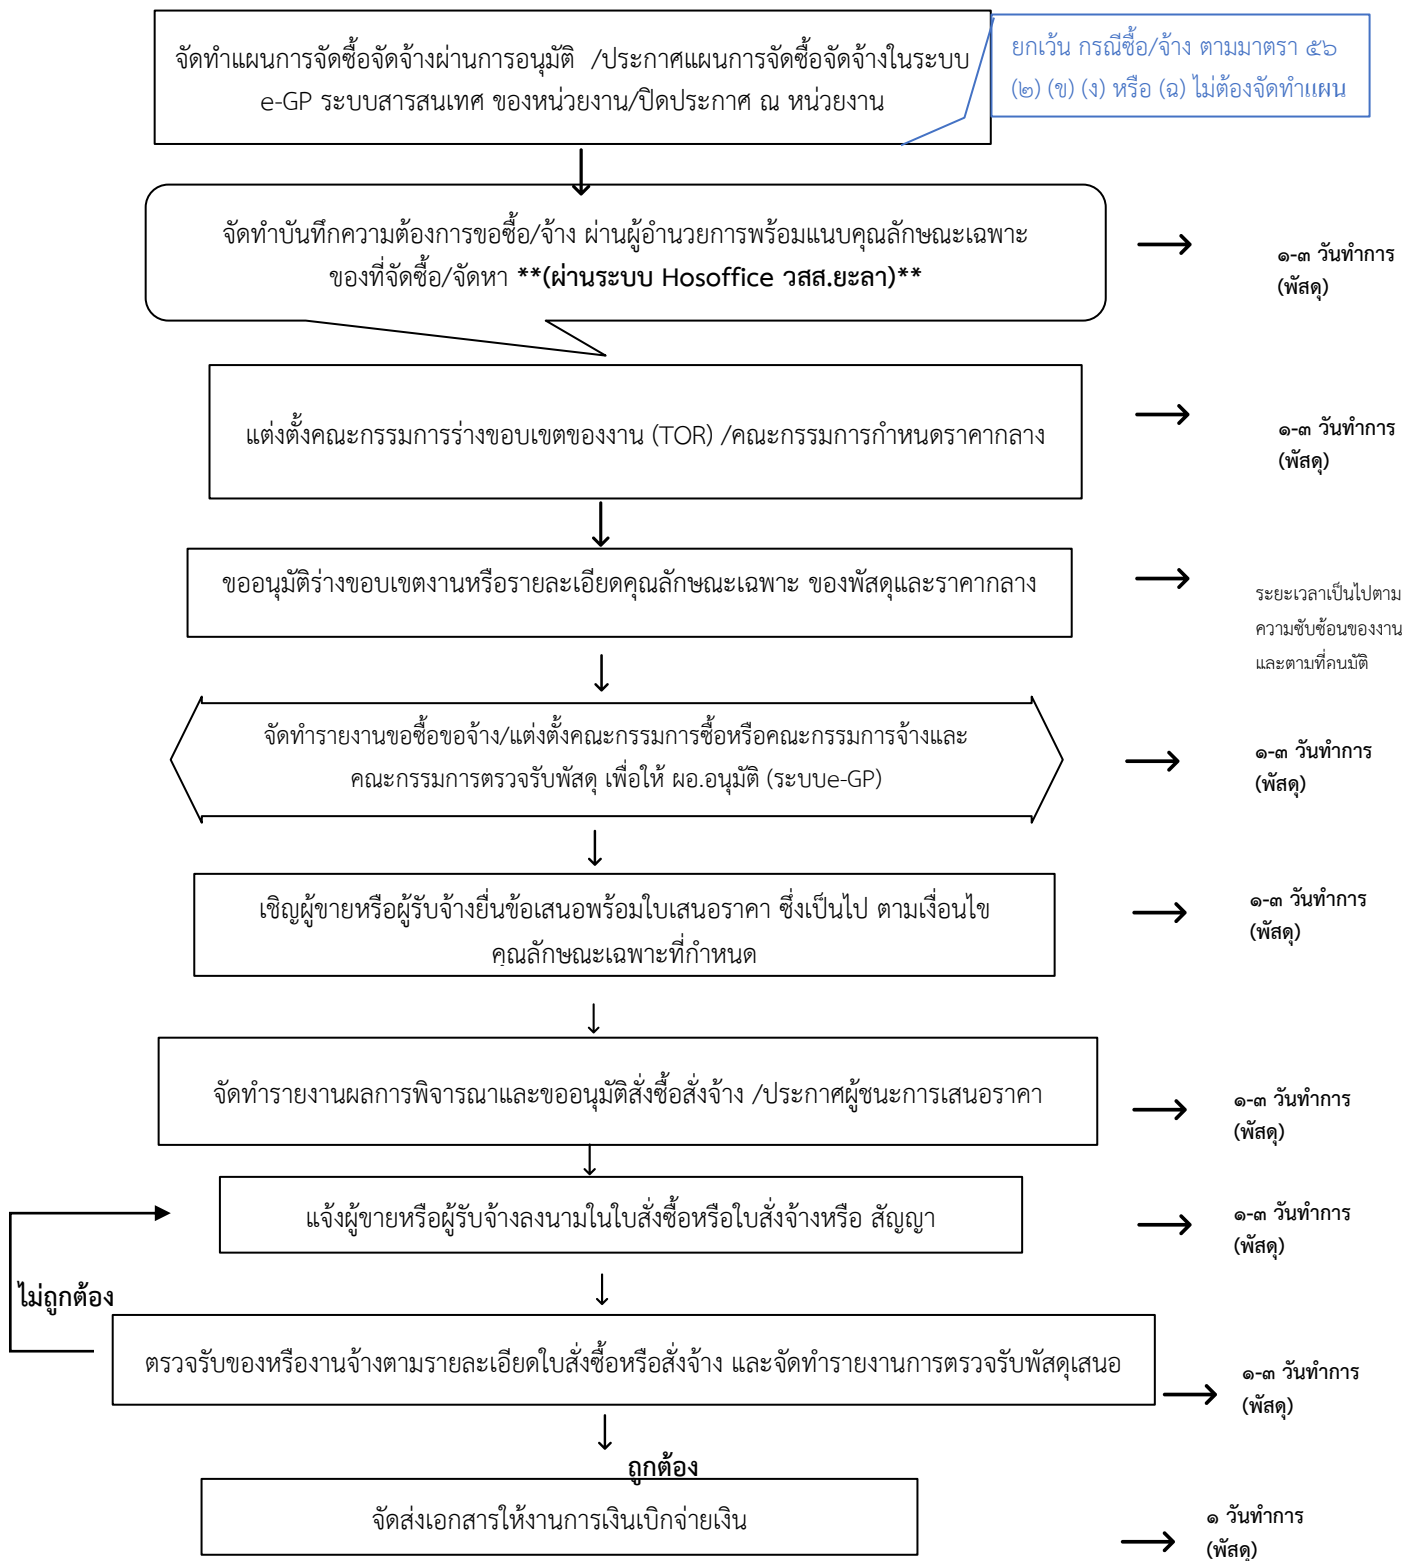 จัดทำแผนการจัดซื้อจัดจ้างผ่านการอนุมัติ /ประกาศแผนการจัดซื้อจัดจ้างในระบบ
e-GP ระบบสารสนเทศ ของหน่วยงาน/ปิดประกาศ ณ หน่วยงาน
ยกเว้น กรณีซื้อ/จ้าง ตามมาตรา ๕๖
(๒) (ข) (ง) หรือ (ฉ) ไม่ต้องจัดทำแผน
จัดทำบันทึกความต้องการขอซื้อ/จ้าง ผ่านผู้อำนวยการพร้อมแนบคุณลักษณะเฉพาะ
ของที่จัดซื้อ/จัดหา **(ผ่านระบบ Hosoffice วสส.ยะลา)**
๑-๓ วันทำการ
(พัสดุ)
แต่งตั้งคณะกรรมการร่างขอบเขตของงาน (TOR) /คณะกรรมการกำหนดราคากลาง
๑-๓ วันทำการ
(พัสดุ)
ขออนุมัติร่างขอบเขตงานหรือรายละเอียดคุณลักษณะเฉพาะ ของพัสดุและราคากลาง
ระยะเวลาเป็นไปตาม
ความซับซ้อนของงาน
และตามที่อนมัติ
จัดทำรายงานขอซื้อขอจ้าง/แต่งตั้งคณะกรรมการซื้อหรือคณะกรรมการจ้างและ
คณะกรรมการตรวจรับพัสดุ เพื่อให้ ผอ.อนุมัติ (ระบบe-GP)
๑-๓ วันทำการ
(พัสดุ)
เชิญผู้ขายหรือผู้รับจ้างยื่นข้อเสนอพร้อมใบเสนอราคา ซึ่งเป็นไป ตามเงื่อนไข
คุณลักษณะเฉพาะที่กำหนด
๑-๓ วันทำการ
(พัสดุ)
จัดทำรายงานผลการพิจารณาและขออนุมัติสั่งซื้อสั่งจ้าง /ประกาศผู้ชนะการเสนอราคา
๑-๓ วันทำการ
(พัสดุ)
แจ้งผู้ขายหรือผู้รับจ้างลงนามในใบสั่งซื้อหรือใบสั่งจ้างหรือ สัญญา
๑-๓ วันทำการ
(พัสดุ)
ไม่ถูกต้อง
ตรวจรับของหรืองานจ้างตามรายละเอียดใบสั่งซื้อหรือสั่งจ้าง และจัดทำรายงานการตรวจรับพัสดุเสนอ
๑-๓ วันทำการ
(พัสดุ)
ถูกต้อง
จัดส่งเอกสารให้งานการเงินเบิกจ่ายเงิน
๑ วันทำการ
(พัสดุ)